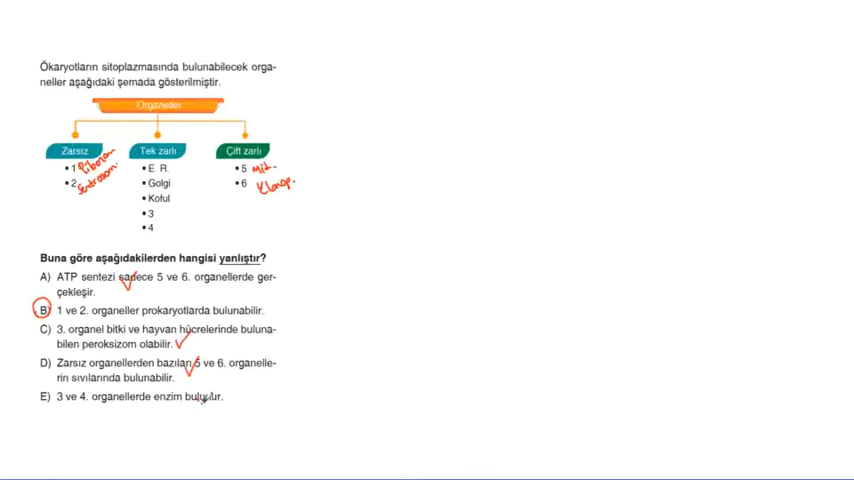 Ökaryotların sitoplazmasında bulunabilecek orga-
neller aşağıdaki şemada gösterilmiştir.
Organeller
Zarsız
Tek zarlı
Çift zarlı
• 1 Ribozom
• 2 Sentrozom
• E. R.
• Golgi
• Koful
• 3
• 4
• 5 Mit.
• 6 Klorop.
Buna göre aşağıdakilerden hangisi yanlıştır?
A) ATP sentezi sadece 5 ve 6. organellerde ger-
çekleşir.
B) 1 ve 2. organeller prokaryotlarda bulunabilir.
C) 3. organel bitki ve hayvan hücrelerinde buluna-
bilen peroksizom olabilir.
D) Zarsız organellerden bazıları 5 ve 6. organelle-
rin sıvılarında bulunabilir.
E) 3 ve 4. organellerde enzim bulunur.